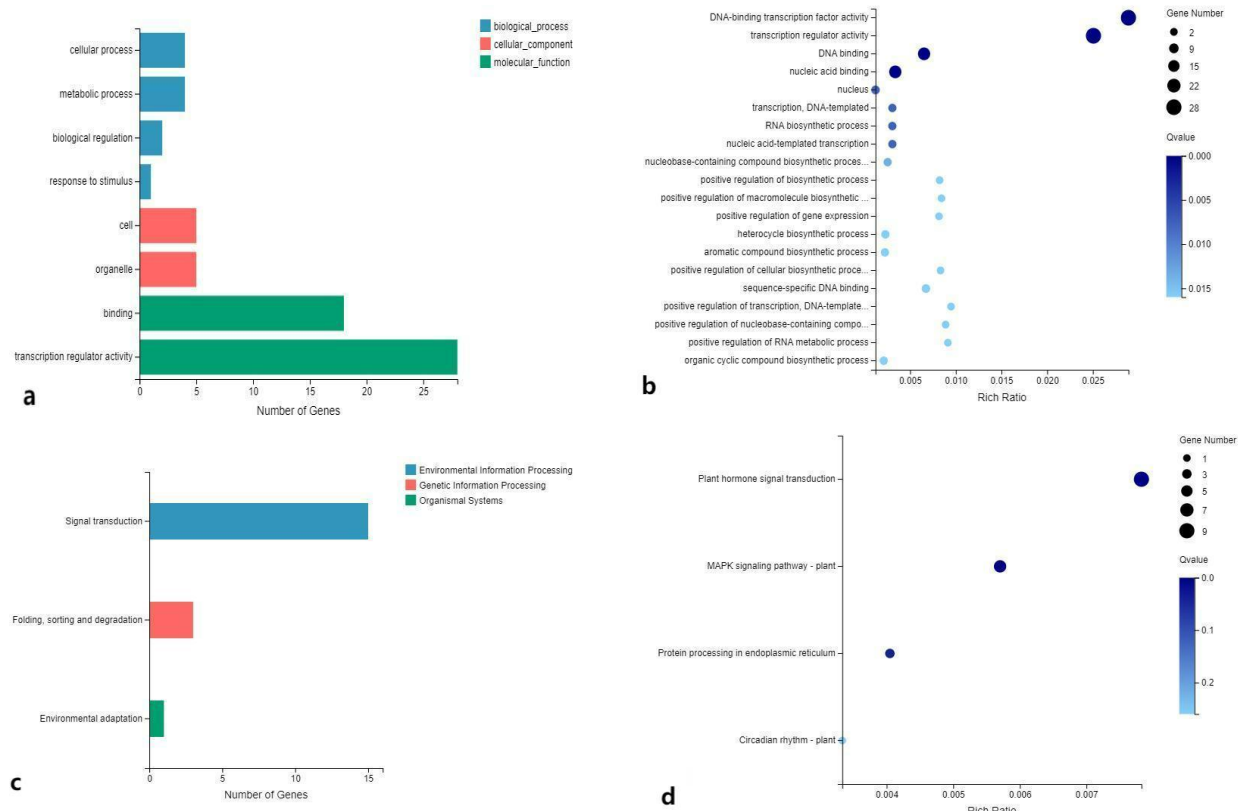 biological_process
cellular_component
molecular_function
cellular process
metabolic process
biological regulation
response to stimulus
cell
organelle
binding
transcription regulator activity
0 5 10 15 20 25
Number of Genes
a
DNA-binding transcription factor activity
transcription regulator activity
DNA binding
nucleic acid binding
nucleus
transcription, DNA-templated
RNA biosynthetic process
nucleic acid-templated transcription
nucleobase-containing compound biosynthetic proces...
positive regulation of biosynthetic process
positive regulation of macromolecule biosynthetic ...
positive regulation of gene expression
heterocycle biosynthetic process
aromatic compound biosynthetic process
positive regulation of cellular biosynthetic proce...
sequence-specific DNA binding
positive regulation of transcription, DNA-template...
positive regulation of nucleobase-containing compo...
positive regulation of RNA metabolic process
organic cyclic compound biosynthetic process
0.005 0.010 0.015 0.020 0.025
Rich Ratio
Gene Number
2
9
15
22
28
Qvalue
0.000
0.005
0.010
0.015
b
Environmental Information Processing
Genetic Information Processing
Organismal Systems
Signal transduction
Folding, sorting and degradation
Environmental adaptation
0 5 10 15
Number of Genes
c
Plant hormone signal transduction
MAPK signaling pathway - plant
Protein processing in endoplasmic reticulum
Circadian rhythm - plant
0.004 0.005 0.006 0.007
Rich Ratio
Gene Number
1
3
5
7
9
Qvalue
0.0
0.1
0.2
d